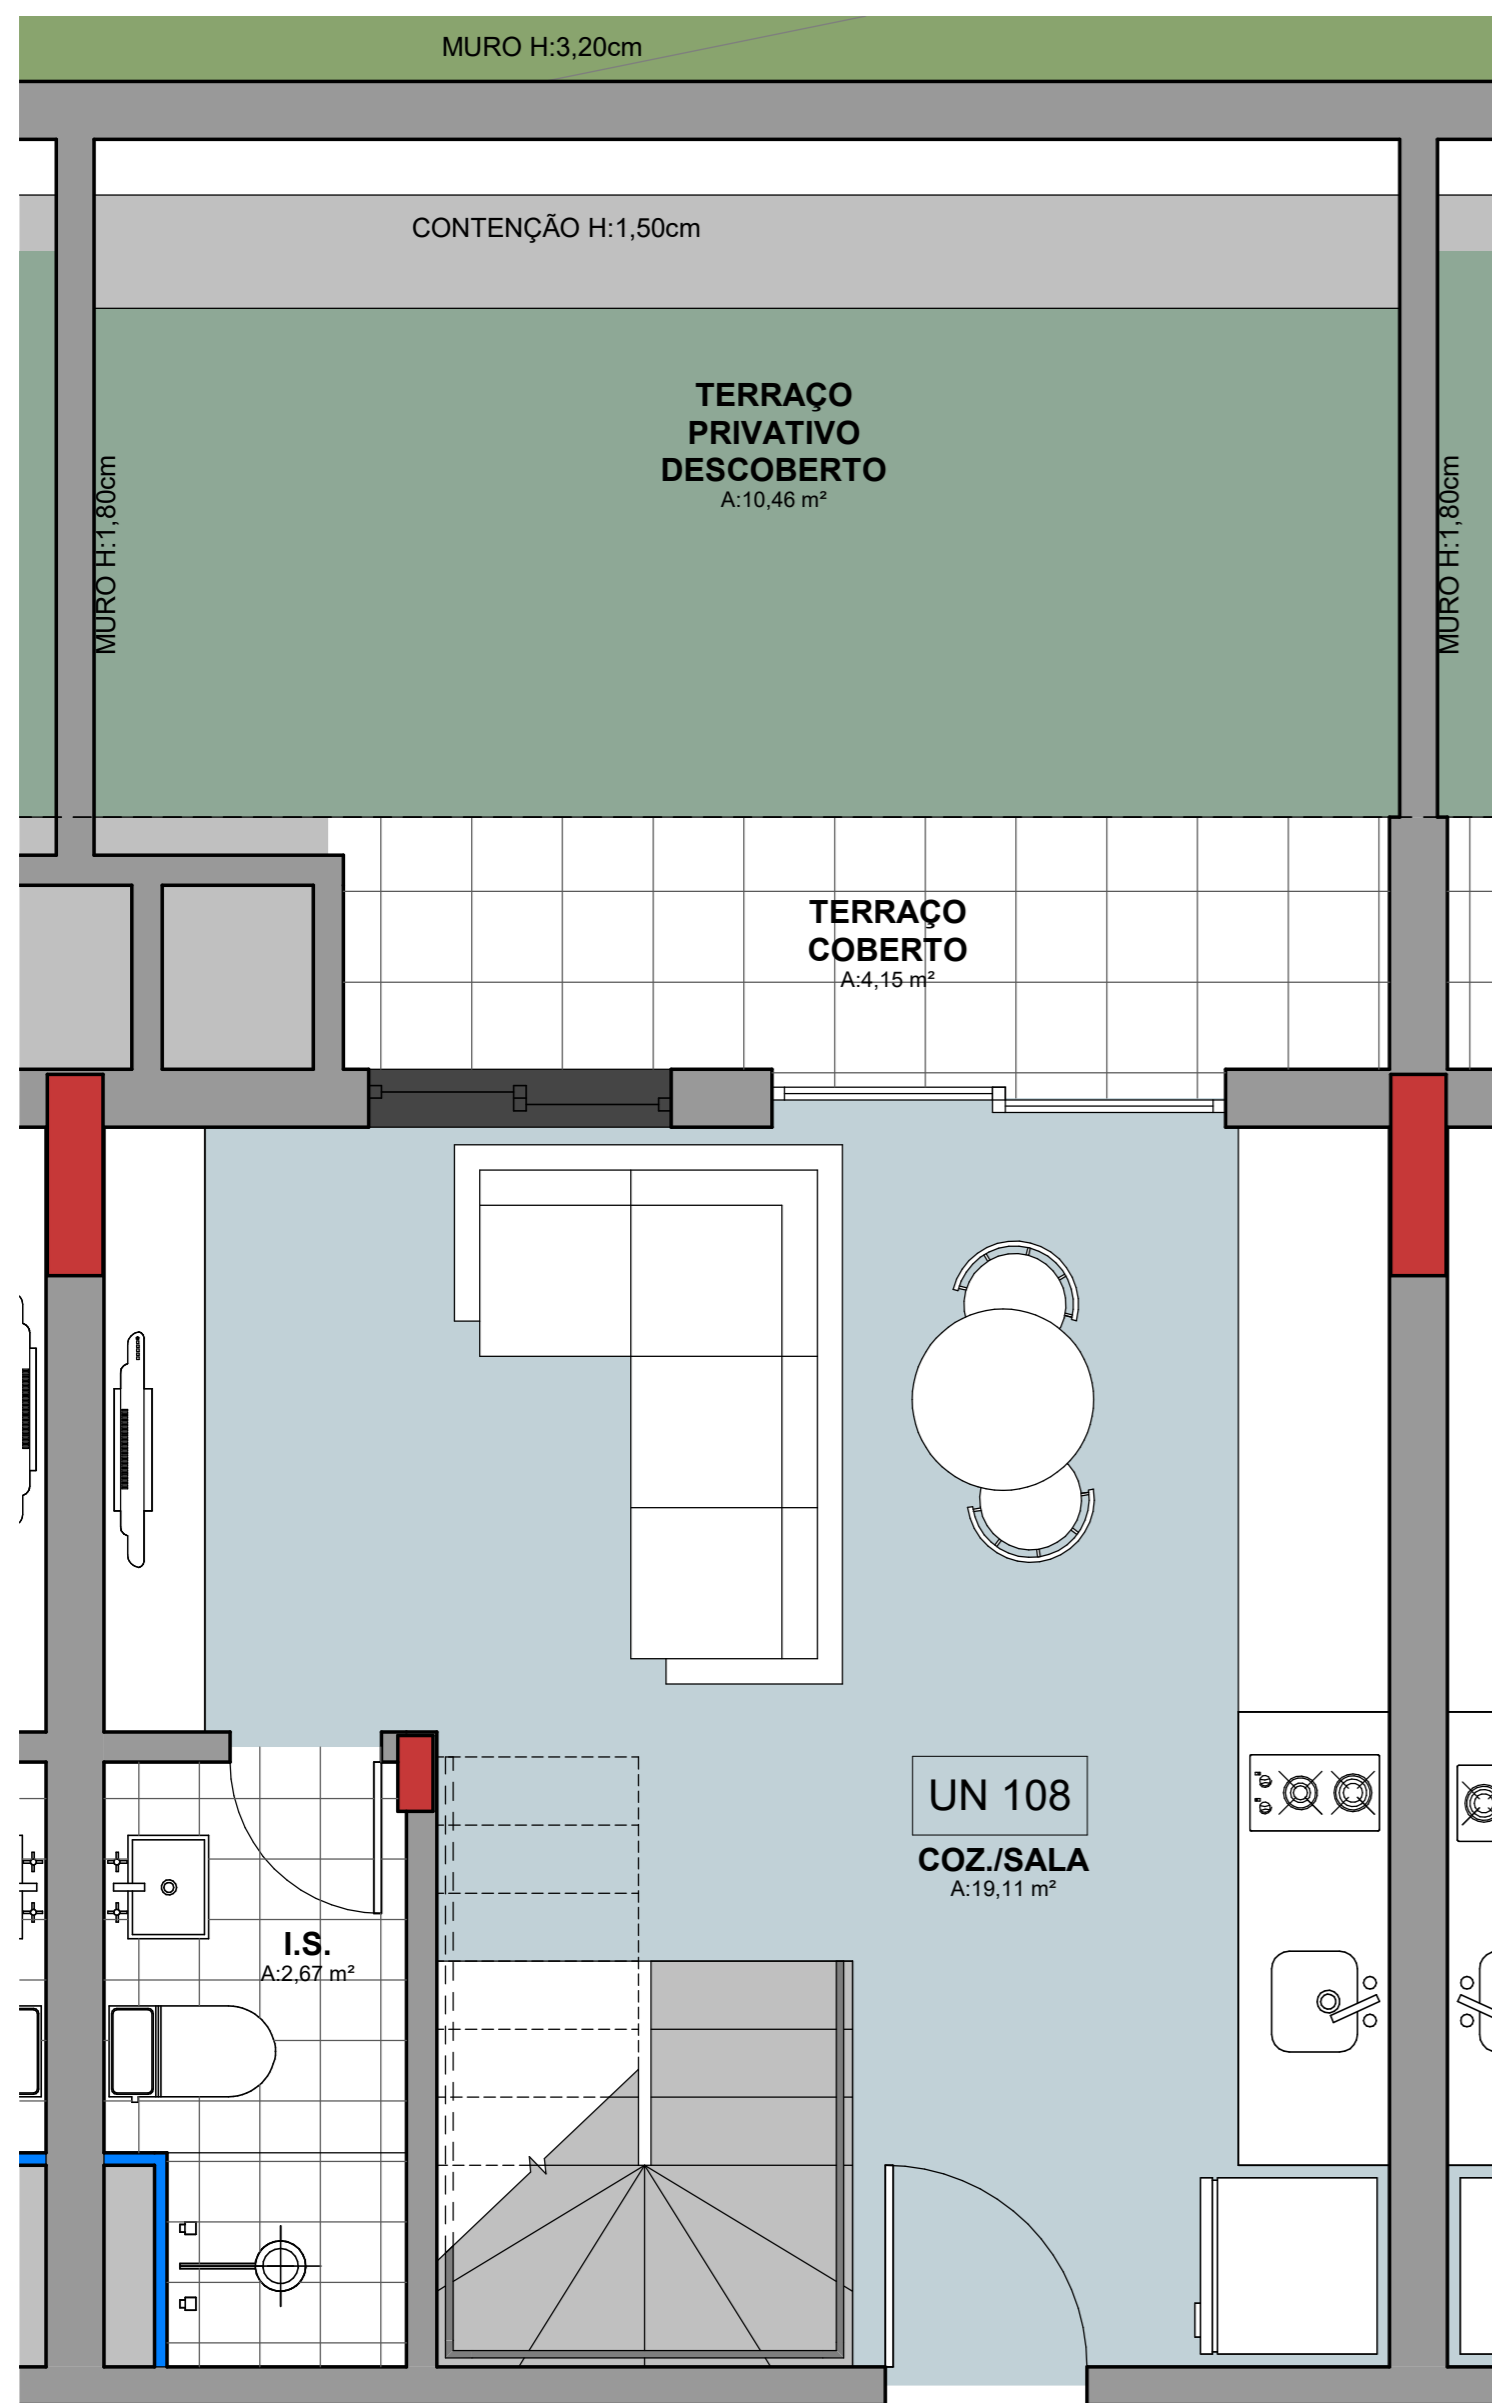 MURO H:3,20cm
CONTENÇÃO H:1,50cm
TERRAÇO
PRIVATIVO
DESCOBERTO
A:10,46 m²
MURO H:1,80cm
MURO H:1,80cm
TERRAÇO
COBERTO
A:4,15 m²
UN 108
COZ./SALA
A:19,11 m²
I.S.
A:2,67 m²